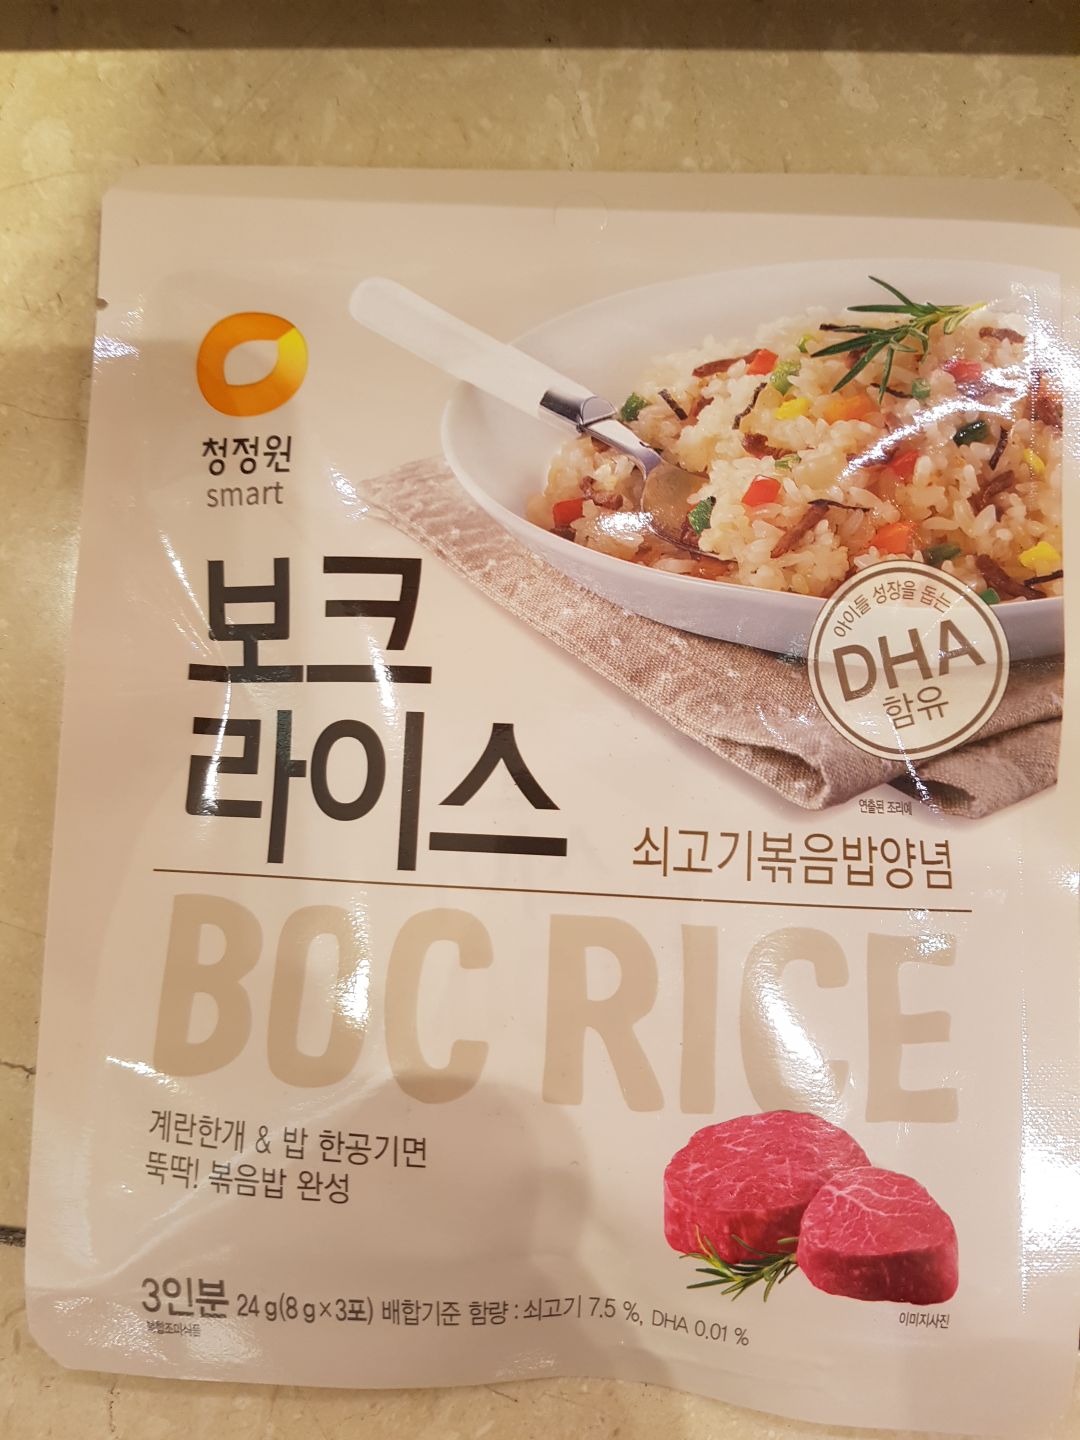 청정원
smart
보크
라이스
아이들 성장을 돕는
DHA
함유
연출된 조리예
쇠고기볶음밥양념
BOC RICE
계란한개 & 밥 한공기면
뚝딱! 볶음밥 완성
3인분 24 g(8 g×3포) 배합기준 함량 : 쇠고기 7.5 %, DHA 0.01 %
복합조미식품
이미지사진